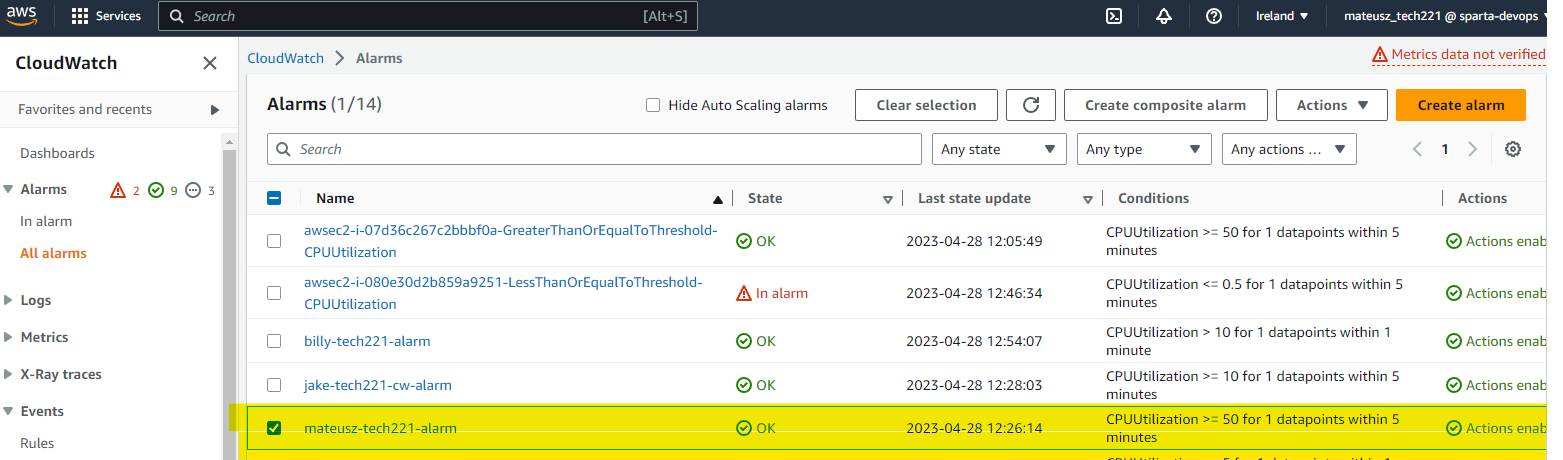 aws
Services
Search [Alt+S]
Ireland
mateusz_tech221 @ sparta-devops
CloudWatch
Favorites and recents
Dashboards
Alarms 2 9 3
In alarm
All alarms
Logs
Metrics
X-Ray traces
Events
Rules
CloudWatch > Alarms
Metrics data not verified
Alarms (1/14)
Hide Auto Scaling alarms
Clear selection
Create composite alarm
Actions
Create alarm
Search
Any state
Any type
Any actions ...
1
Name State Last state update Conditions Actions
awsec2-i-07d36c267c2bbbf0a-GreaterThanOrEqualToThreshold-
CPUUtilization
OK
2023-04-28 12:05:49
CPUUtilization >= 50 for 1 datapoints within 5
minutes
Actions enab
awsec2-i-080e30d2b859a9251-LessThanOrEqualToThreshold-
CPUUtilization
In alarm
2023-04-28 12:46:34
CPUUtilization <= 0.5 for 1 datapoints within 5
minutes
Actions enab
billy-tech221-alarm
OK
2023-04-28 12:54:07
CPUUtilization > 10 for 1 datapoints within 1
minute
Actions enab
jake-tech221-cw-alarm
OK
2023-04-28 12:28:03
CPUUtilization >= 10 for 1 datapoints within 5
minutes
Actions enab
mateusz-tech221-alarm
OK
2023-04-28 12:26:14
CPUUtilization >= 50 for 1 datapoints within 5
minutes
Actions enab